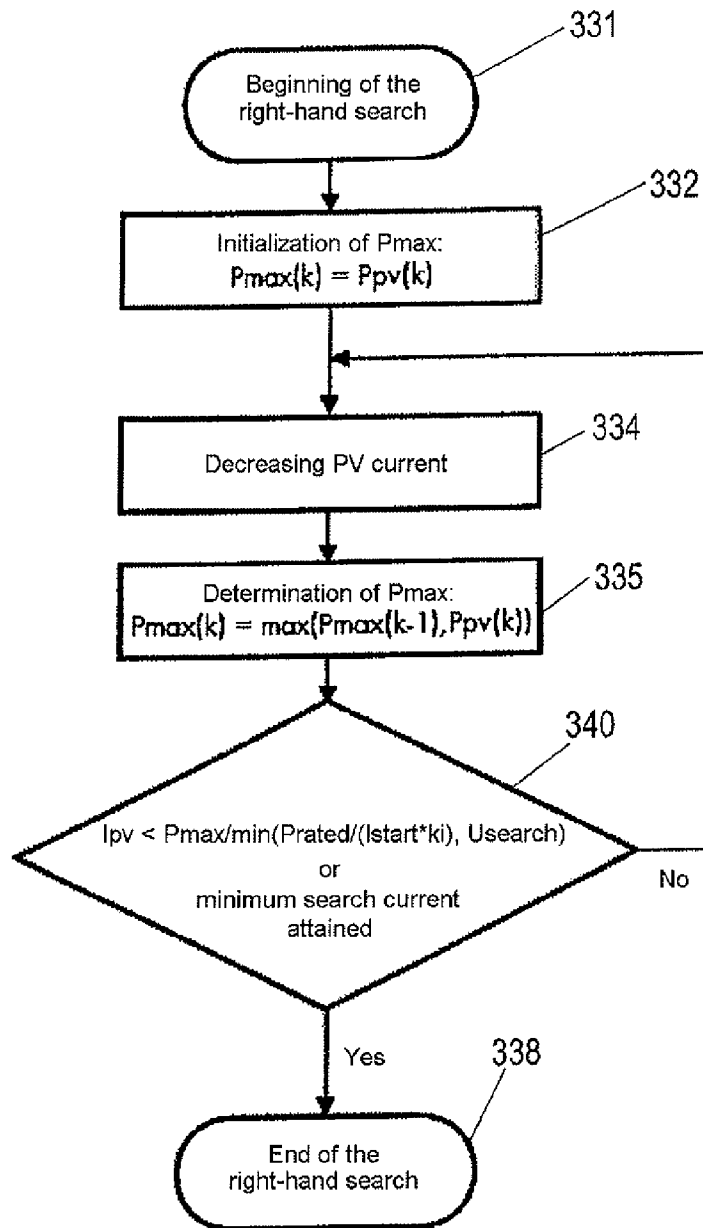 331
Beginning of the
right-hand search
332
Initialization of Pmax:
Pmax(k) = Ppv(k)
334
Decreasing PV current
335
Determination of Pmax:
Pmax(k) = max(Pmax(k-1),Ppv(k))
340
Ipv < Pmax/min(Prated/(Istart*ki), Usearch)
or
minimum search current
attained
No
Yes
338
End of the
right-hand search